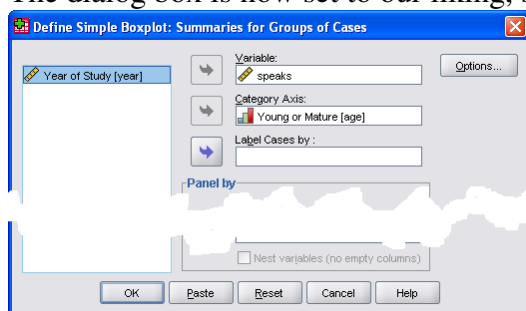 The dialog box is now set to our liking, s
Define Simple Boxplot: Summaries for Groups of Cases
Year of Study [year]
Variable:
speaks
Options...
Category Axis:
Young or Mature [age]
Label Cases by :
Panel by
Nest variables (no empty columns)
OK Paste Reset Cancel Help